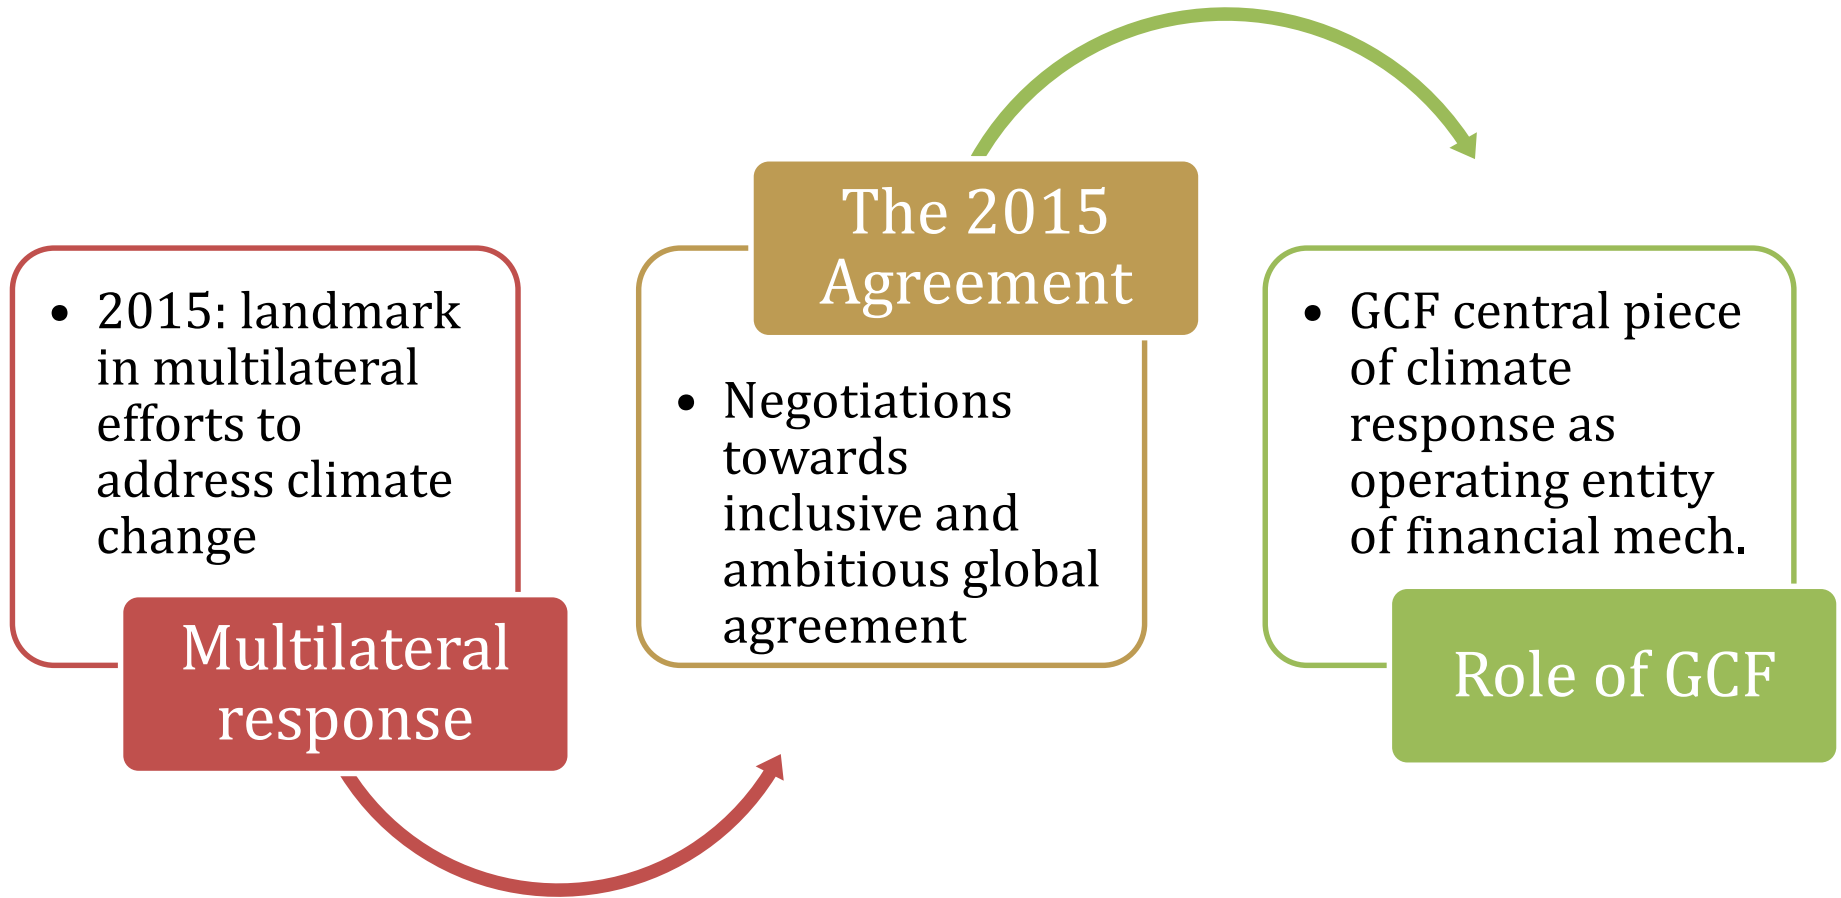 • 2015: landmark
in multilateral
efforts to
address climate
change
Multilateral
response
The 2015
Agreement
• Negotiations
towards
inclusive and
ambitious global
agreement
• GCF central piece
of climate
response as
operating entity
of financial mech.
Role of GCF